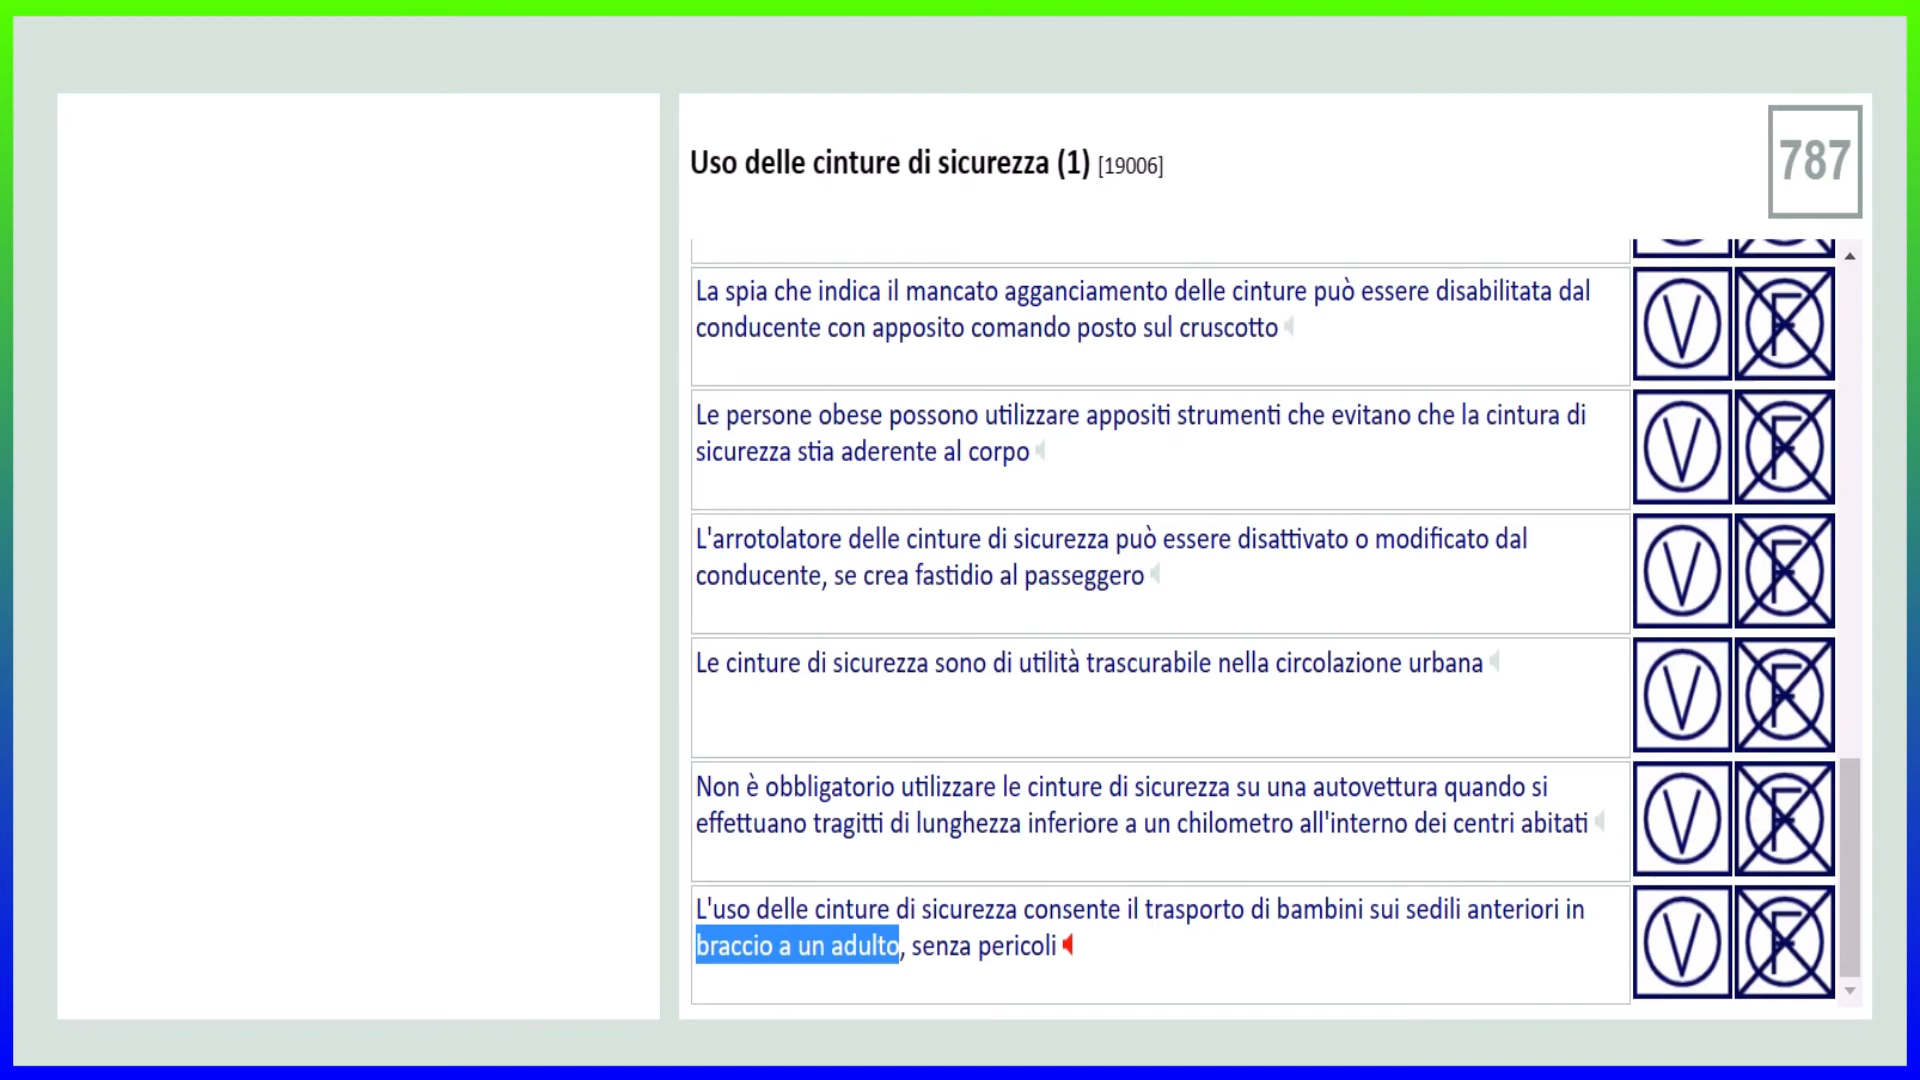 Uso delle cinture di sicurezza (1) [19006]
787
La spia che indica il mancato agganciamento delle cinture può essere disabilitata dal
conducente con apposito comando posto sul cruscotto
V F
Le persone obese possono utilizzare appositi strumenti che evitano che la cintura di
sicurezza stia aderente al corpo
V F
L'arrotolatore delle cinture di sicurezza può essere disattivato o modificato dal
conducente, se crea fastidio al passeggero
V F
Le cinture di sicurezza sono di utilità trascurabile nella circolazione urbana
V F
Non è obbligatorio utilizzare le cinture di sicurezza su una autovettura quando si
effettuano tragitti di lunghezza inferiore a un chilometro all'interno dei centri abitati
V F
L'uso delle cinture di sicurezza consente il trasporto di bambini sui sedili anteriori in
braccio a un adulto, senza pericoli
V F